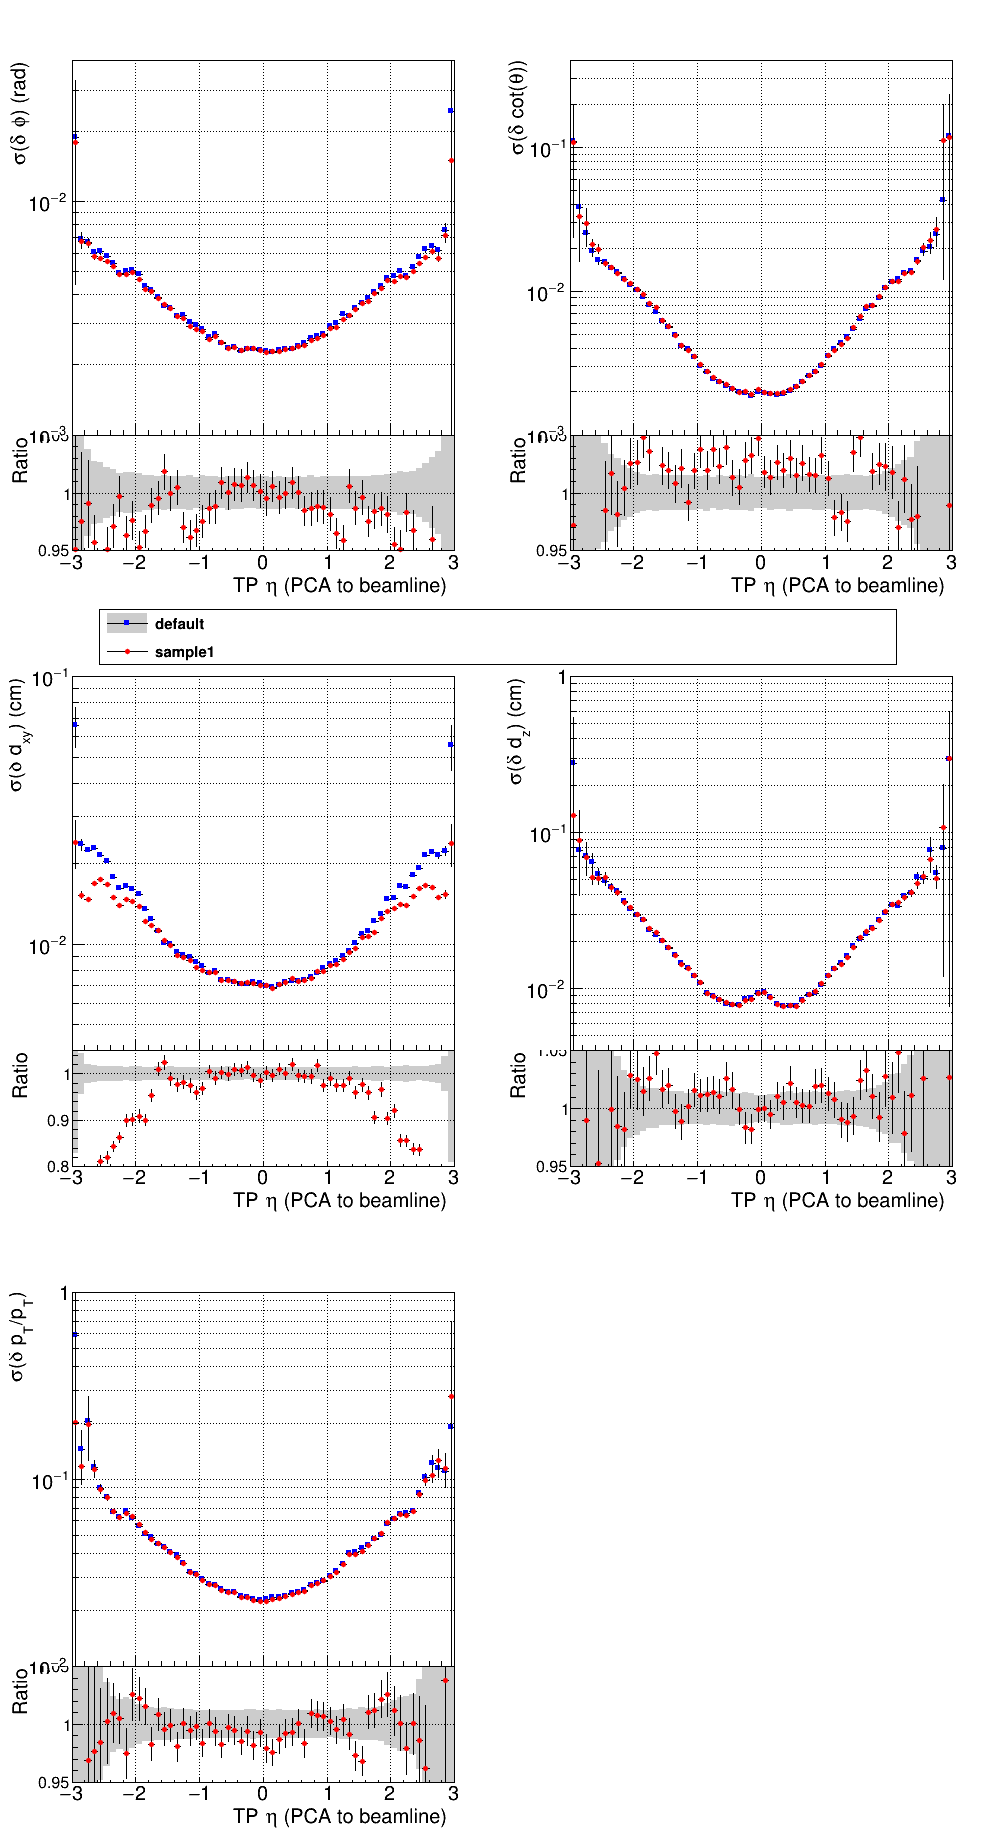 σ(δ φ) (rad)
10⁻²
10⁻³
Ratio
1
0.95
−3 −2 −1 0 1 2 3
TP η (PCA to beamline)
σ(δ cot(θ))
10⁻¹
10⁻²
10⁻³
Ratio
1
0.95
−3 −2 −1 0 1 2 3
TP η (PCA to beamline)
default
sample1
σ(δ d_xy) (cm)
10⁻¹
10⁻²
Ratio
1
0.9
0.8
−3 −2 −1 0 1 2 3
TP η (PCA to beamline)
σ(δ d_z) (cm)
1
10⁻¹
10⁻²
Ratio
1.05
1
0.95
−3 −2 −1 0 1 2 3
TP η (PCA to beamline)
σ(δ p_T/p_T)
1
10⁻¹
10⁻²
Ratio
1
0.95
−3 −2 −1 0 1 2 3
TP η (PCA to beamline)